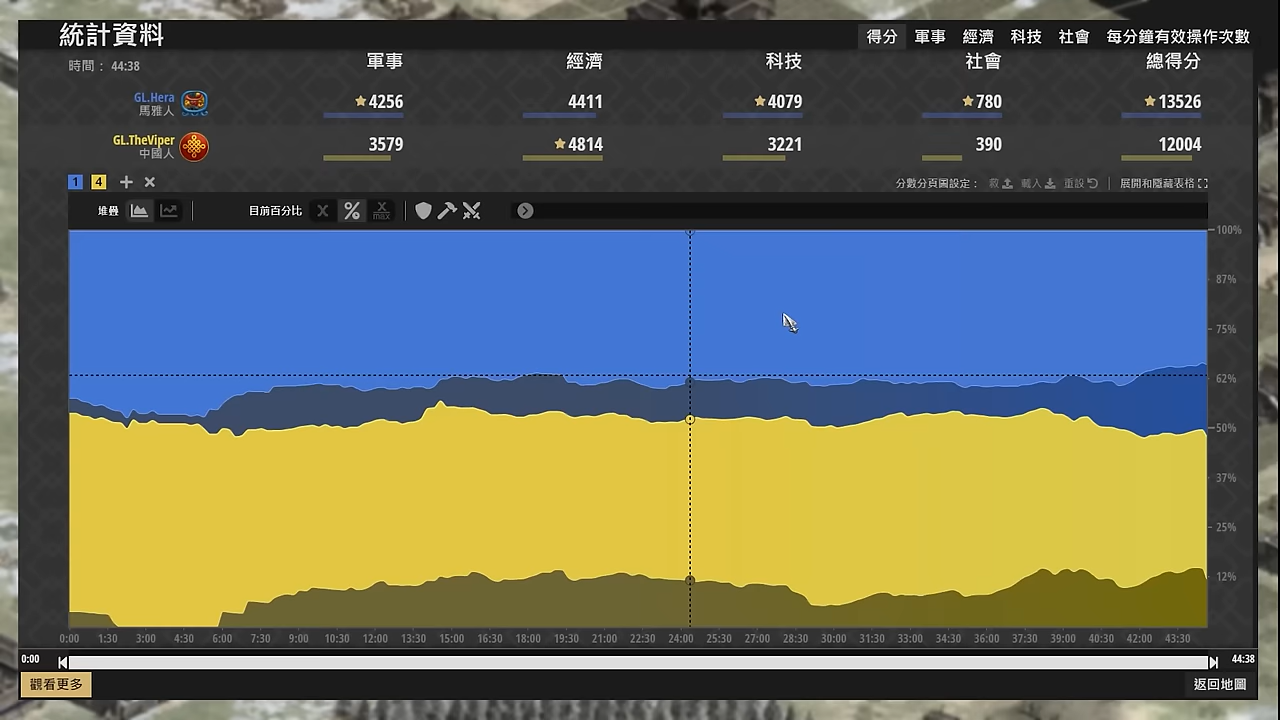 統計資料
得分 軍事 經濟 科技 社會 每分鐘有效操作次數
時間： 44:38
軍事 經濟 科技 社會 總得分
GL.Hera
馬雅人
4256 4411 4079 780 13526
GL.TheViper
中國人
3579 4814 3221 390 12004
1 4
分數分頁圖設定： 載入 重設 展開和隱藏表格
堆疊 目前百分比 X % X max
100%
87%
75%
62%
50%
37%
25%
12%
0:00 1:30 3:00 4:30 6:00 7:30 9:00 10:30 12:00 13:30 15:00 16:30 18:00 19:30 21:00 22:30 24:00 25:30 27:00 28:30 30:00 31:30 33:00 34:30 36:00 37:30 39:00 40:30 42:00 43:30
0:00 44:38
觀看更多 返回地圖